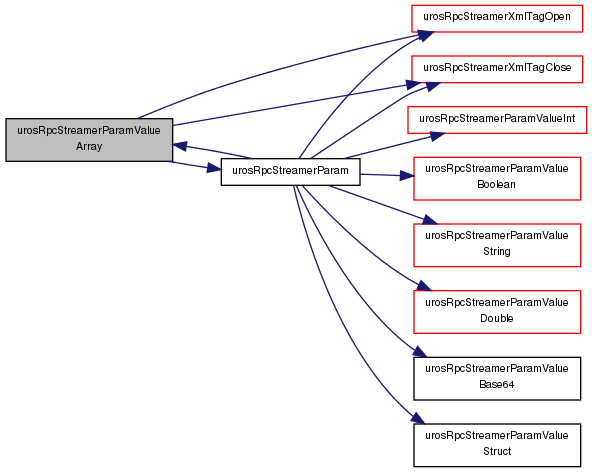 urosRpcStreamerXmlTagOpen
urosRpcStreamerXmlTagClose
urosRpcStreamerParamValueInt
urosRpcStreamerParamValue
Array
urosRpcStreamerParam
urosRpcStreamerParamValue
Boolean
urosRpcStreamerParamValue
String
urosRpcStreamerParamValue
Double
urosRpcStreamerParamValue
Base64
urosRpcStreamerParamValue
Struct